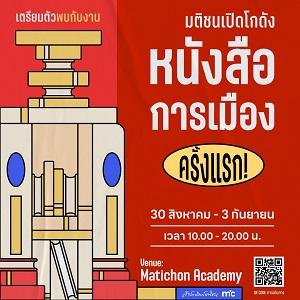 เตรียมตัวพบกับงาน
มติชนเปิดโกดัง
หนังสือ
การเมือง
ครั้งแรก!
30 สิงหาคม - 3 กันยายน
เวลา 10.00 - 20.00 น.
Venue:
Matichon Academy
mic